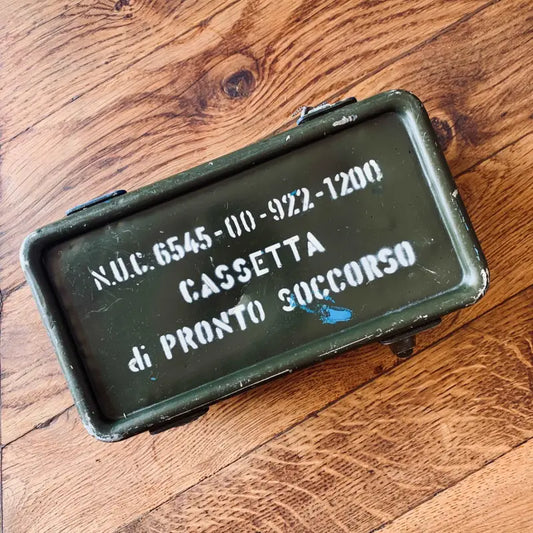 N.U.C. 6545-00-922-1200
CASSETTA
di PRONTO SOCCORSO